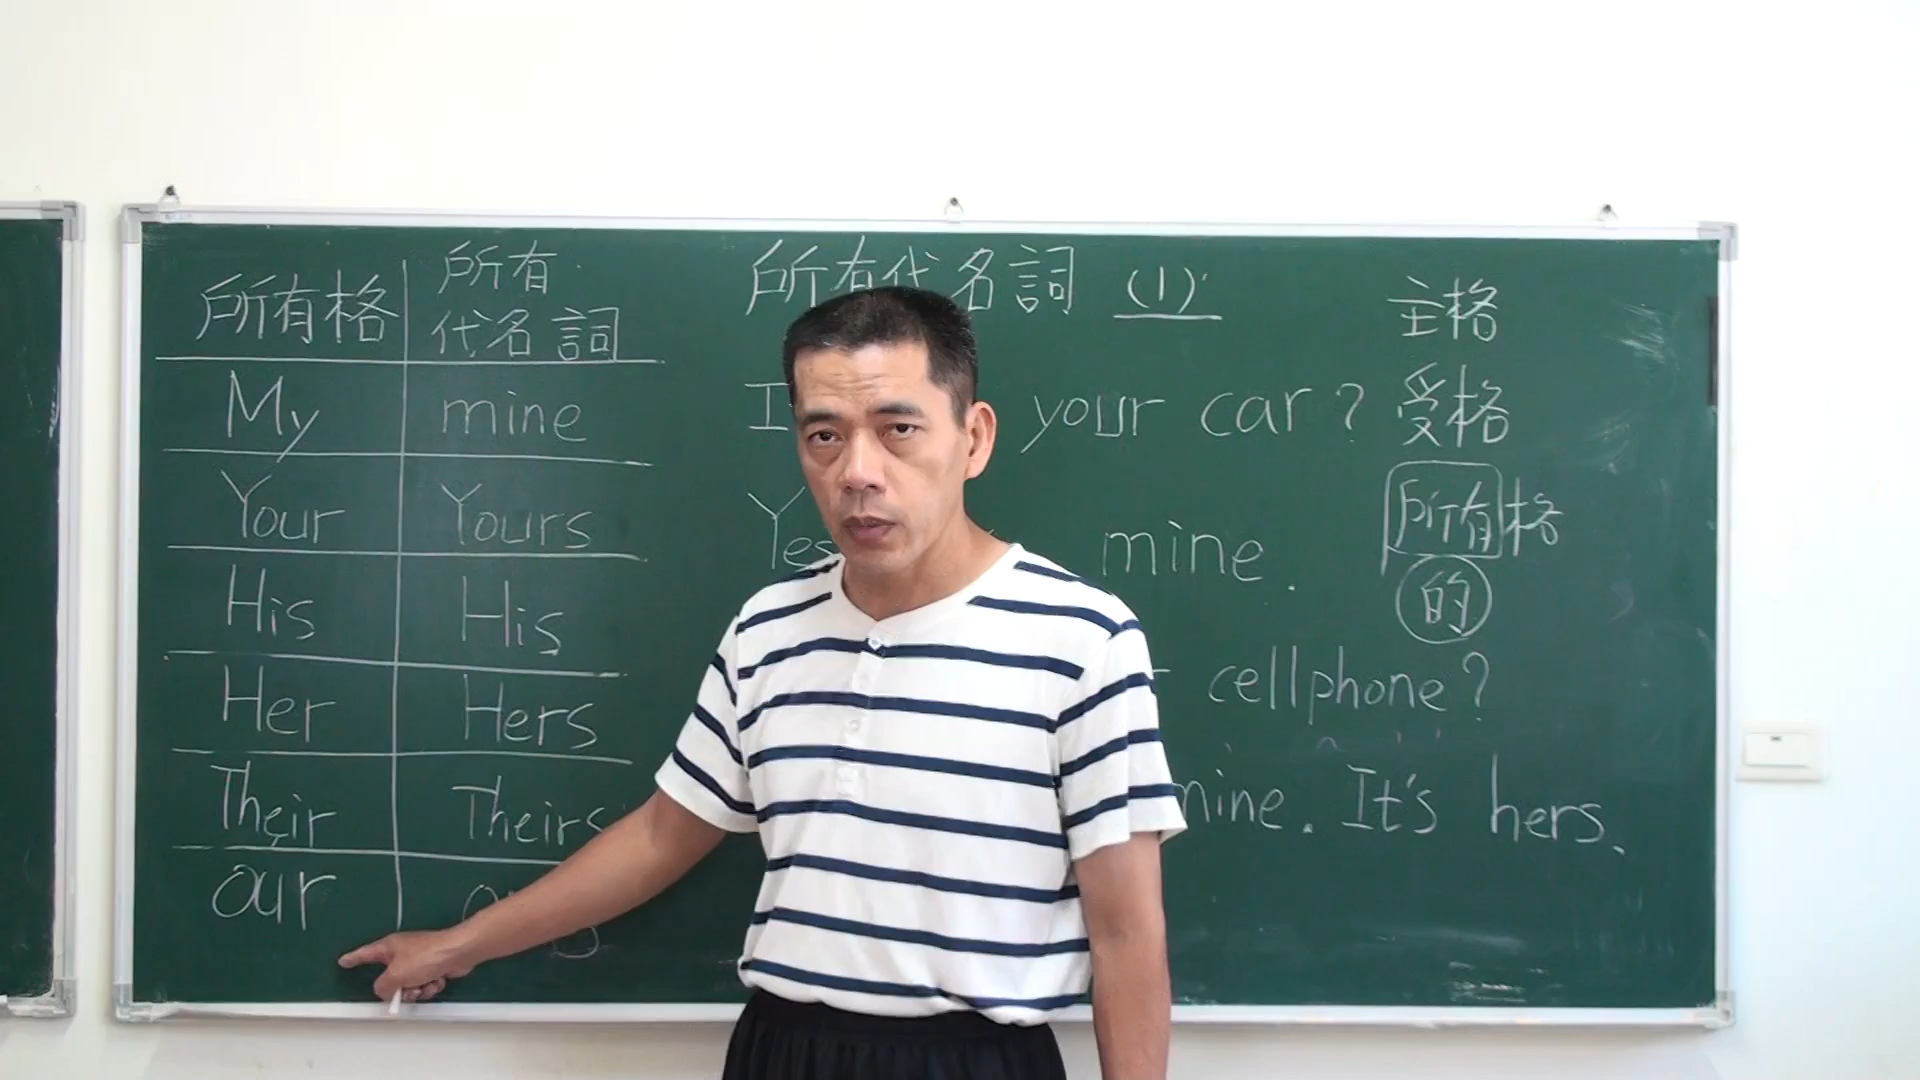 所有格 所有
代名詞
My mine
Your Yours
His His
Her Hers
Their Theirs
our
所有代名詞 (1)
your car?
mine.
cellphone?
mine. It's hers.
主格
受格
所有格
的